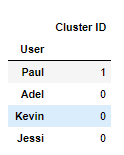 Cluster ID
User
Paul 1
Adel 0
Kevin 0
Jessi 0